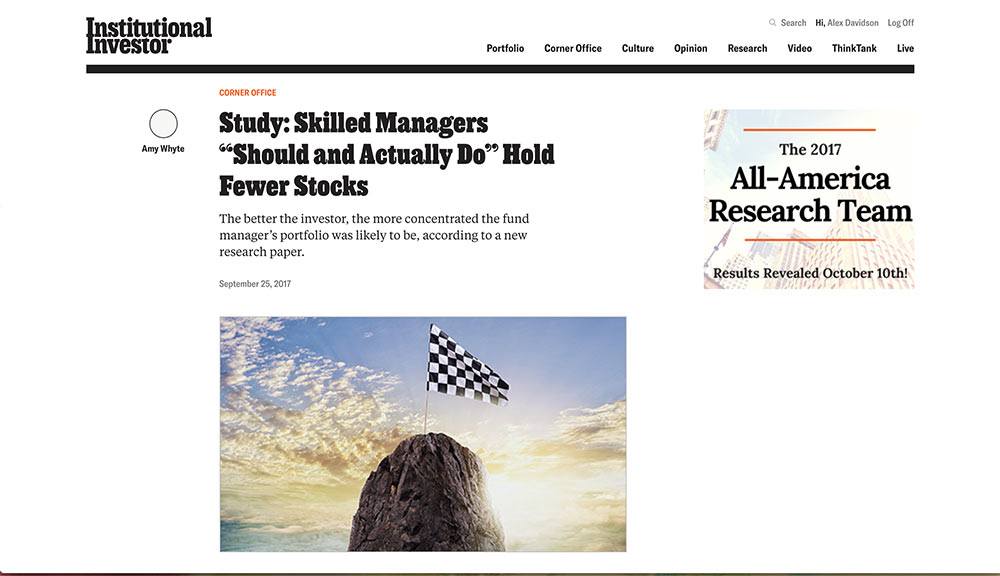 Institutional
Investor
Search Hi, Alex Davidson Log Off
Portfolio Corner Office Culture Opinion Research Video ThinkTank Live
CORNER OFFICE
Amy Whyte
Study: Skilled Managers
“Should and Actually Do” Hold
Fewer Stocks
The better the investor, the more concentrated the fund
manager’s portfolio was likely to be, according to a new
research paper.
September 25, 2017
The 2017
All-America
Research Team
Results Revealed October 10th!